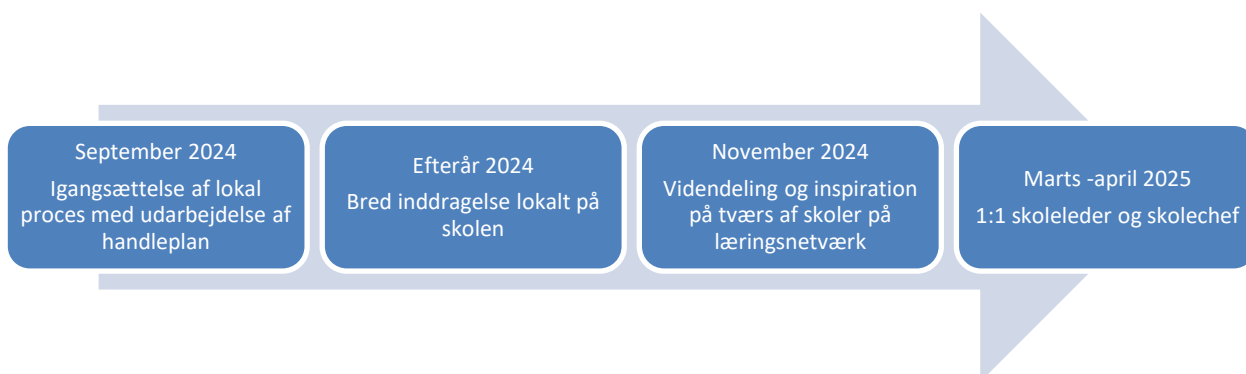 September 2024
Igangsættelse af lokal
proces med udarbejdelse af
handleplan
Efterår 2024
Bred inddragelse lokalt på
skolen
November 2024
Videndeling og inspiration
på tværs af skoler på
læringsnetværk
Marts -april 2025
1:1 skoleleder og skolechef